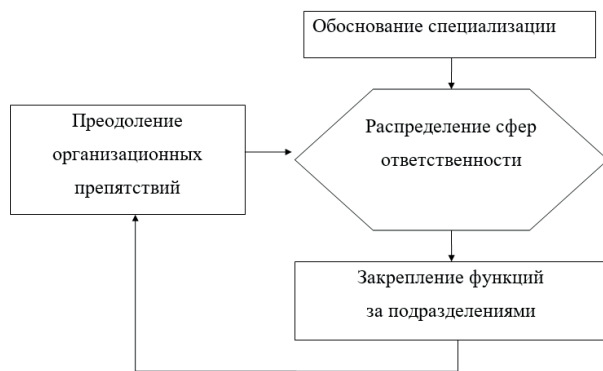 Обоснование специализации
Преодоление
организационных
препятствий
Распределение сфер
ответственности
Закрепление функций
за подразделениями